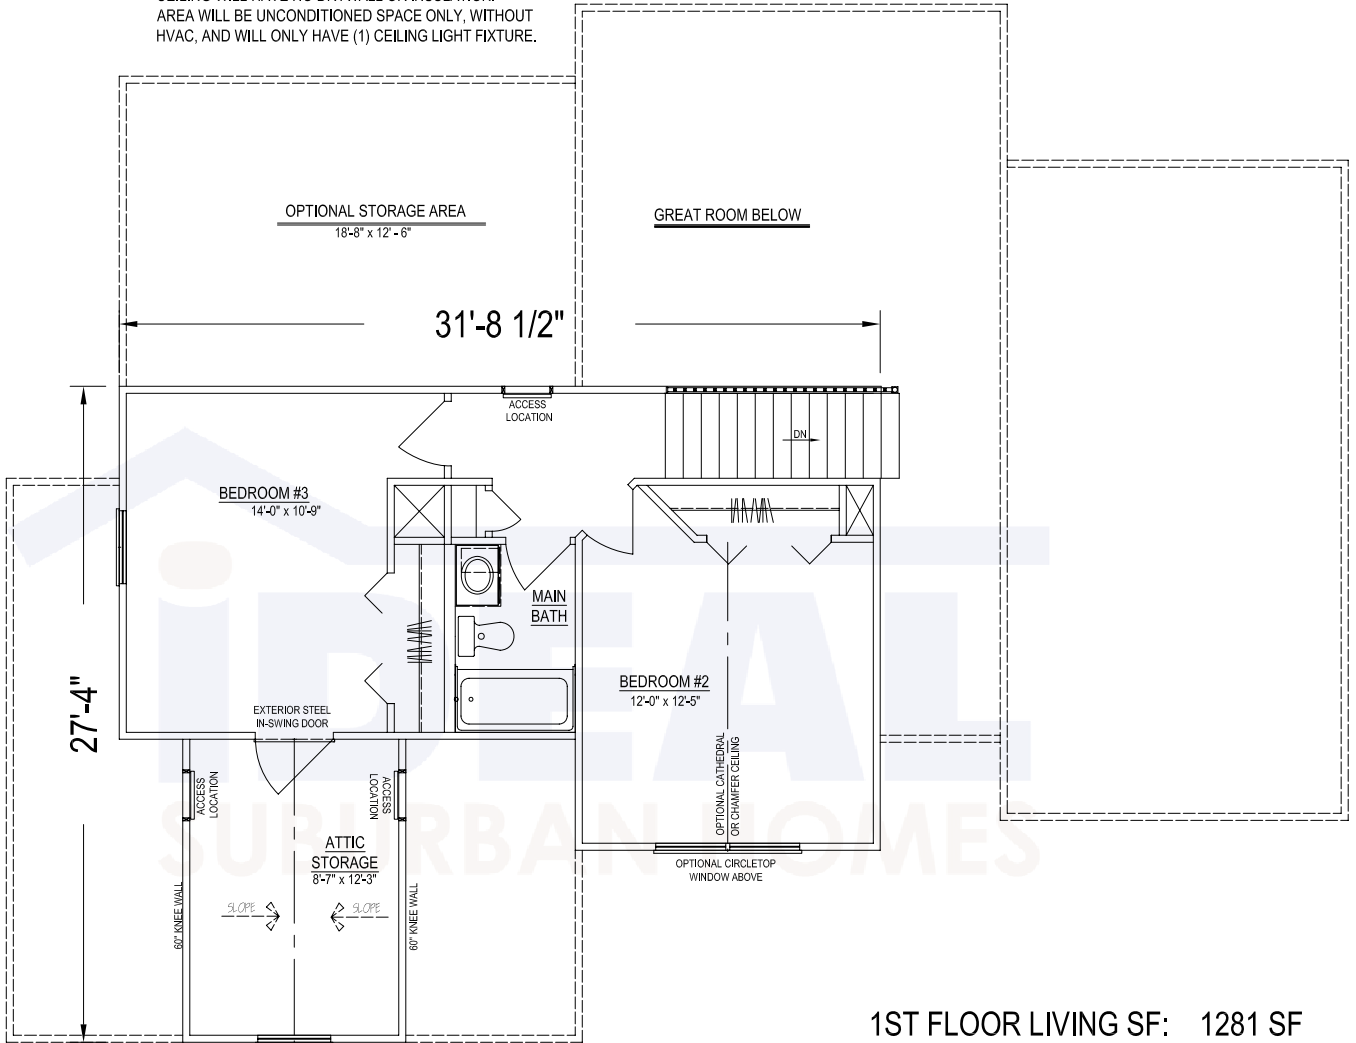 AREA WILL BE UNCONDITIONED SPACE ONLY, WITHOUT
HVAC, AND WILL ONLY HAVE (1) CEILING LIGHT FIXTURE.
OPTIONAL STORAGE AREA
18'-8" x 12' - 6"
GREAT ROOM BELOW
31'-8 1/2"
ACCESS
LOCATION
DN
BEDROOM #3
14'-0" x 10'-9"
MAIN
BATH
BEDROOM #2
12'-0" x 12'-5"
27'-4"
EXTERIOR STEEL
IN-SWING DOOR
OPTIONAL CATHEDRAL
OR CHAMFER CEILING
ACCESS
LOCATION
ACCESS
LOCATION
ATTIC
STORAGE
8'-7" x 12'-3"
OPTIONAL CIRCLETOP
WINDOW ABOVE
60" KNEE WALL
SLOPE
SLOPE
60" KNEE WALL
iDEAL
SUBURBAN HOMES
1ST FLOOR LIVING SF: 1281 SF